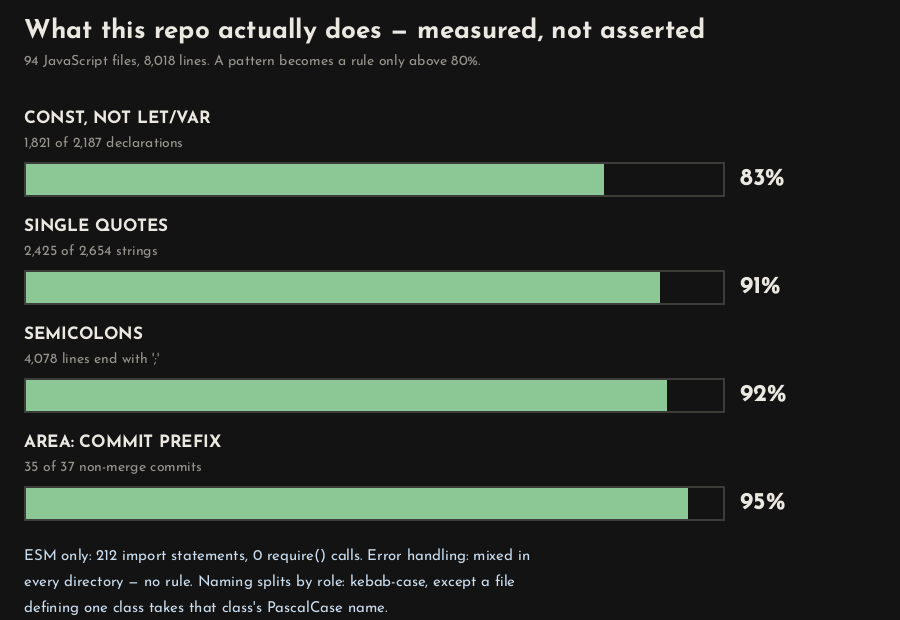 What this repo actually does — measured, not asserted
94 JavaScript files, 8,018 lines. A pattern becomes a rule only above 80%.
CONST, NOT LET/VAR
1,821 of 2,187 declarations
83%
SINGLE QUOTES
2,425 of 2,654 strings
91%
SEMICOLONS
4,078 lines end with ';'
92%
AREA: COMMIT PREFIX
35 of 37 non-merge commits
95%
ESM only: 212 import statements, 0 require() calls. Error handling: mixed in
every directory — no rule. Naming splits by role: kebab-case, except a file
defining one class takes that class's PascalCase name.